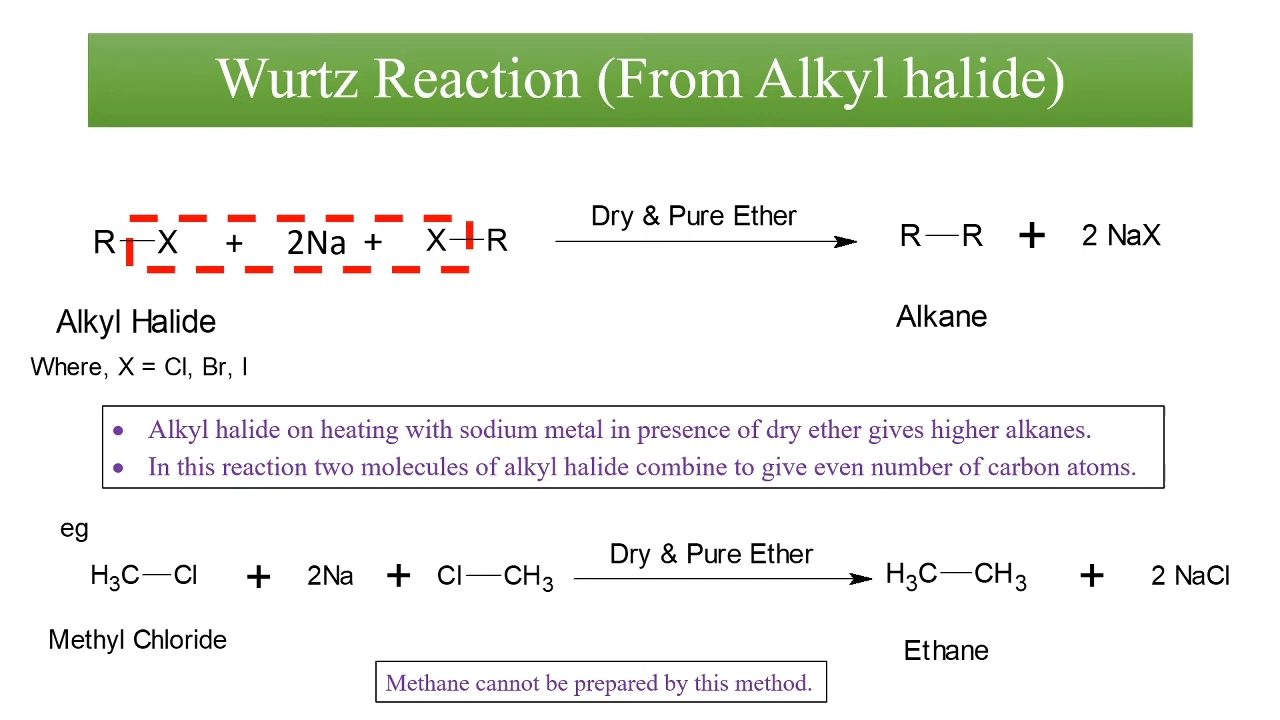 Wurtz Reaction (From Alkyl halide)
R—X + 2Na + X—R Dry & Pure Ether R—R + 2 NaX
Alkyl Halide Alkane
Where, X = Cl, Br, I
• Alkyl halide on heating with sodium metal in presence of dry ether gives higher alkanes.
• In this reaction two molecules of alkyl halide combine to give even number of carbon atoms.
eg
H₃C—Cl + 2Na + Cl—CH₃ Dry & Pure Ether H₃C—CH₃ + 2 NaCl
Methyl Chloride Ethane
Methane cannot be prepared by this method.